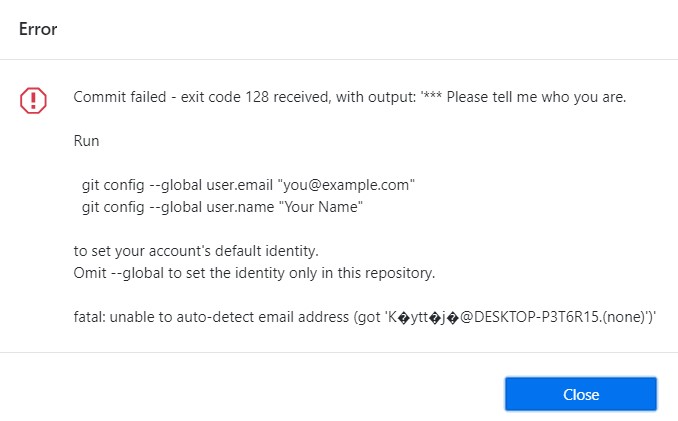 Error
Commit failed - exit code 128 received, with output: '*** Please tell me who you are.
Run
git config --global user.email "you@example.com"
git config --global user.name "Your Name"
to set your account's default identity.
Omit --global to set the identity only in this repository.
fatal: unable to auto-detect email address (got 'K�ytt�j�@DESKTOP-P3T6R15.(none)')'
Close